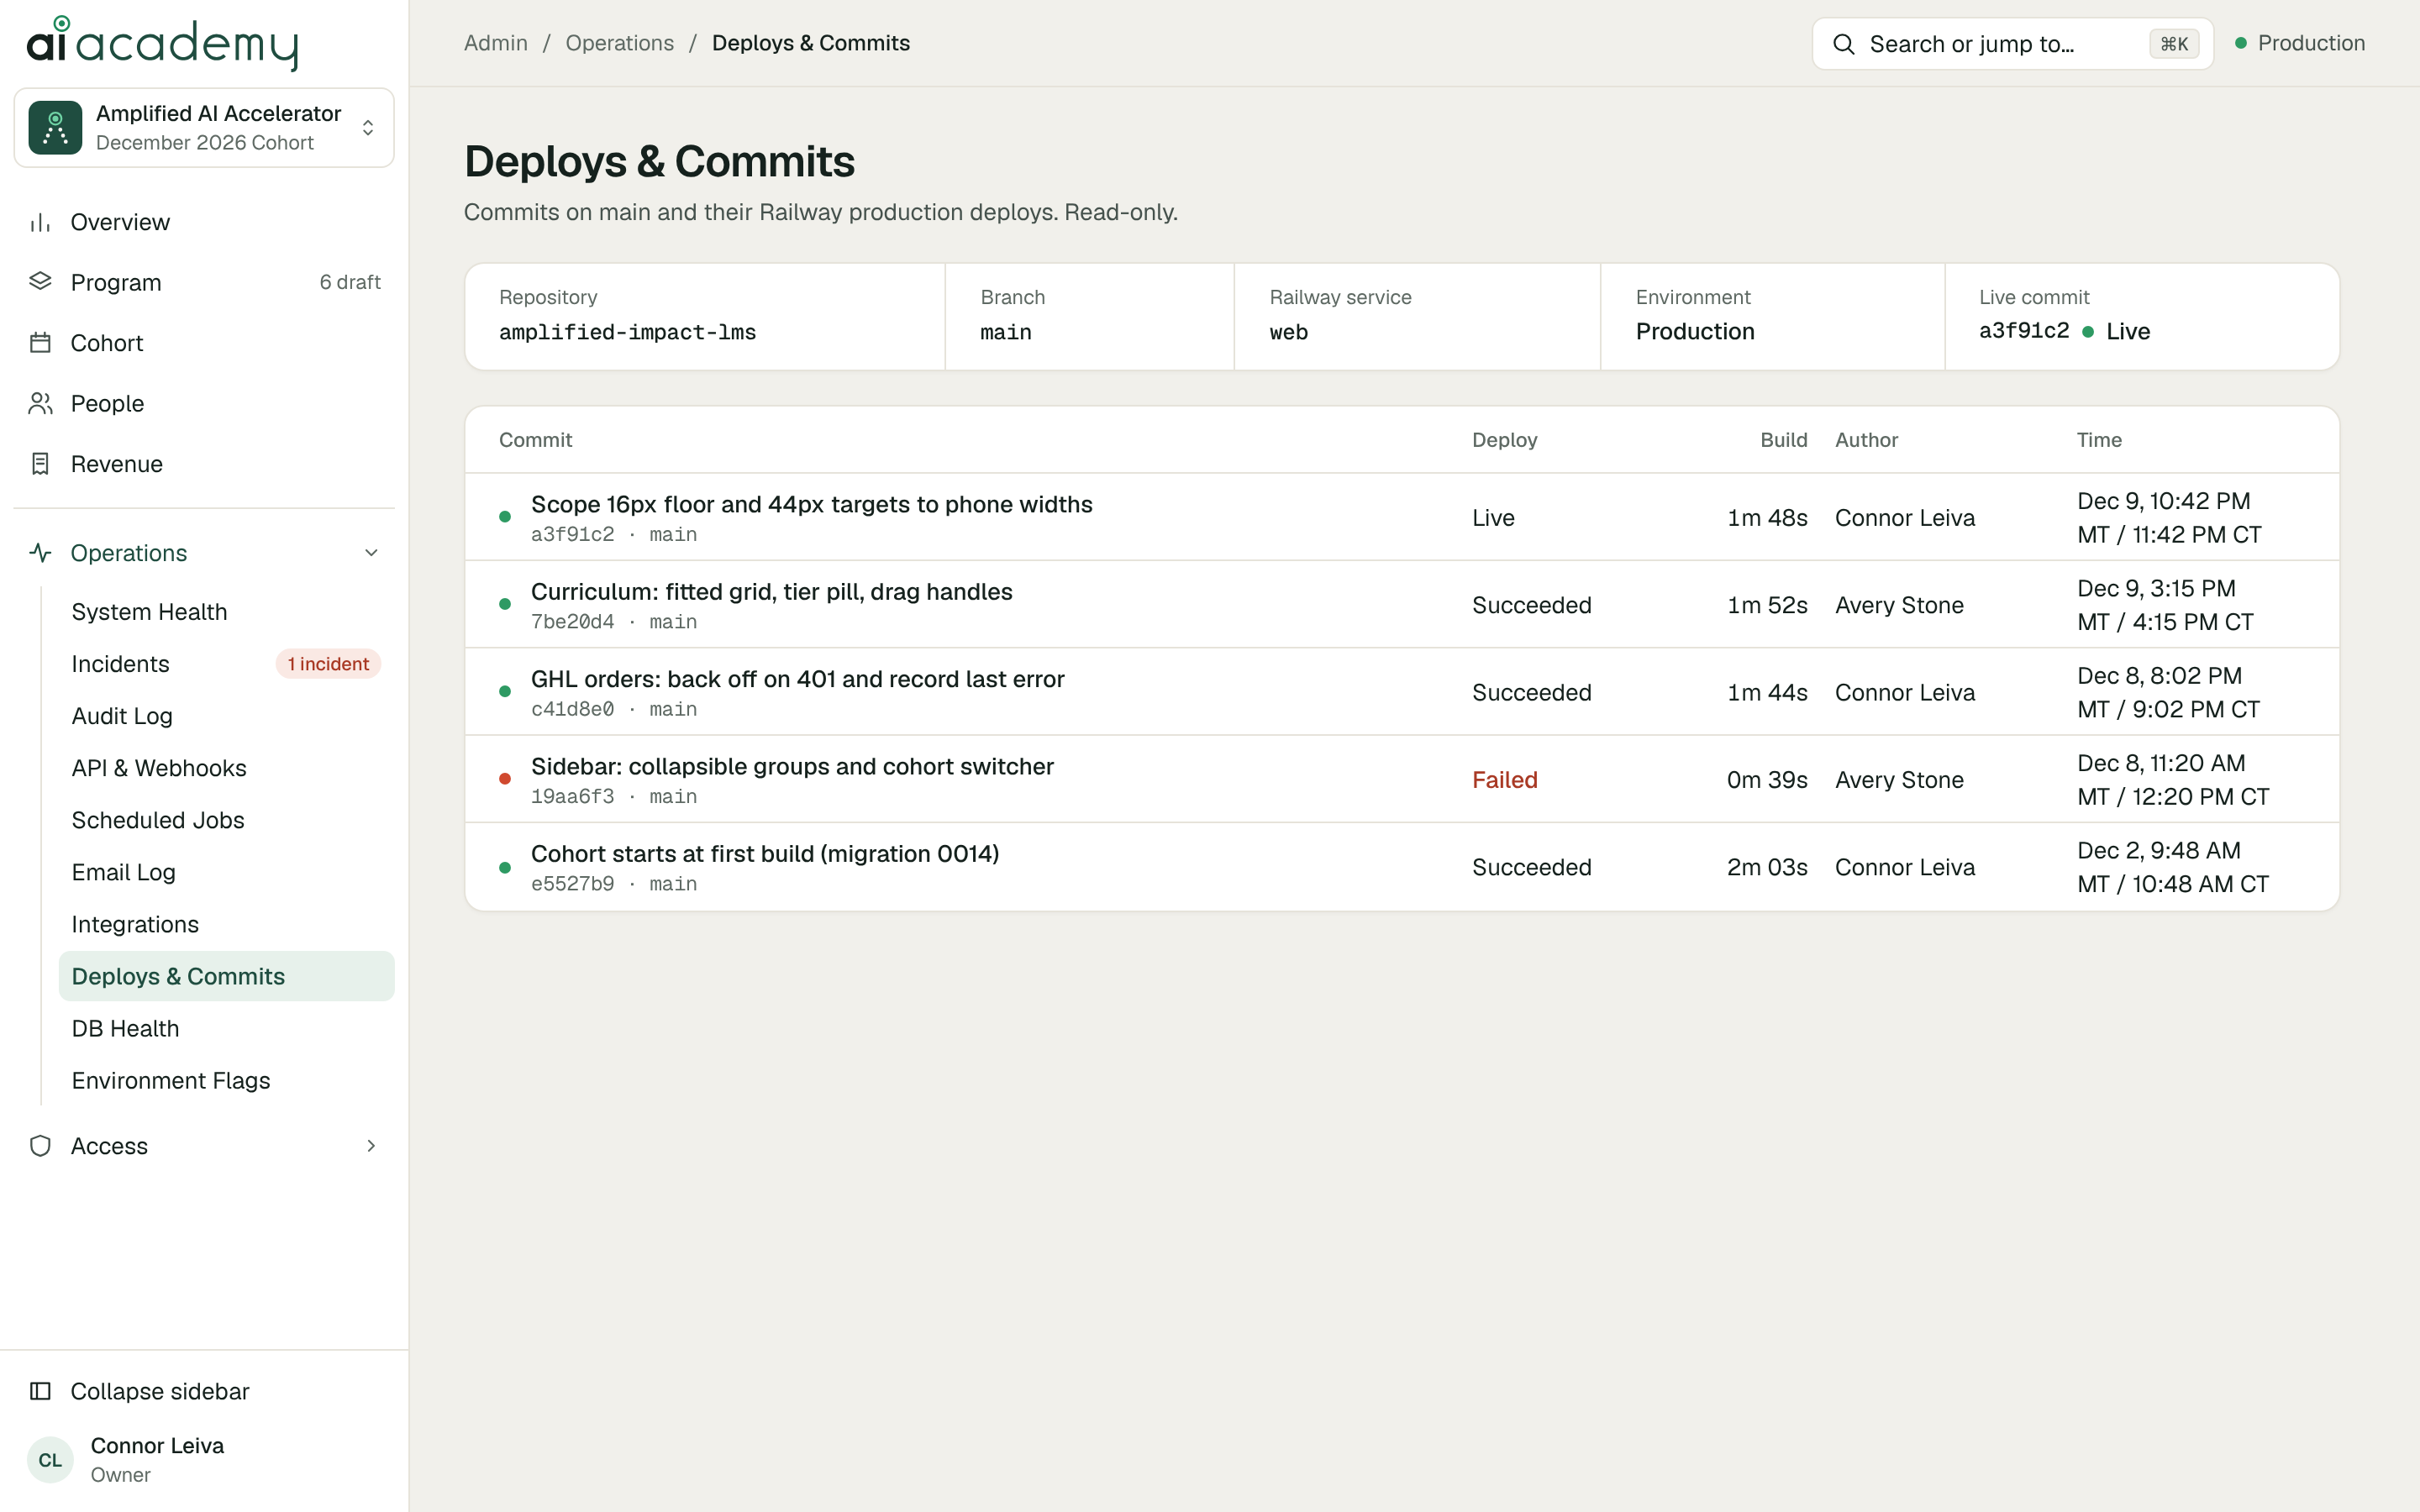 ai academy
Amplified AI Accelerator
December 2026 Cohort
Overview
Program 6 draft
Cohort
People
Revenue
Operations
System Health
Incidents 1 incident
Audit Log
API & Webhooks
Scheduled Jobs
Email Log
Integrations
Deploys & Commits
DB Health
Environment Flags
Access
Collapse sidebar
CL
Connor Leiva
Owner
Admin / Operations / Deploys & Commits
Search or jump to… ⌘K
Production
Deploys & Commits
Commits on main and their Railway production deploys. Read-only.
Repository
amplified-impact-lms
Branch
main
Railway service
web
Environment
Production
Live commit
a3f91c2 Live
Commit Deploy Build Author Time
Scope 16px floor and 44px targets to phone widths
a3f91c2 · main
Live
1m 48s
Connor Leiva
Dec 9, 10:42 PM
MT / 11:42 PM CT
Curriculum: fitted grid, tier pill, drag handles
7be20d4 · main
Succeeded
1m 52s
Avery Stone
Dec 9, 3:15 PM
MT / 4:15 PM CT
GHL orders: back off on 401 and record last error
c41d8e0 · main
Succeeded
1m 44s
Connor Leiva
Dec 8, 8:02 PM
MT / 9:02 PM CT
Sidebar: collapsible groups and cohort switcher
19aa6f3 · main
Failed
0m 39s
Avery Stone
Dec 8, 11:20 AM
MT / 12:20 PM CT
Cohort starts at first build (migration 0014)
e5527b9 · main
Succeeded
2m 03s
Connor Leiva
Dec 2, 9:48 AM
MT / 10:48 AM CT